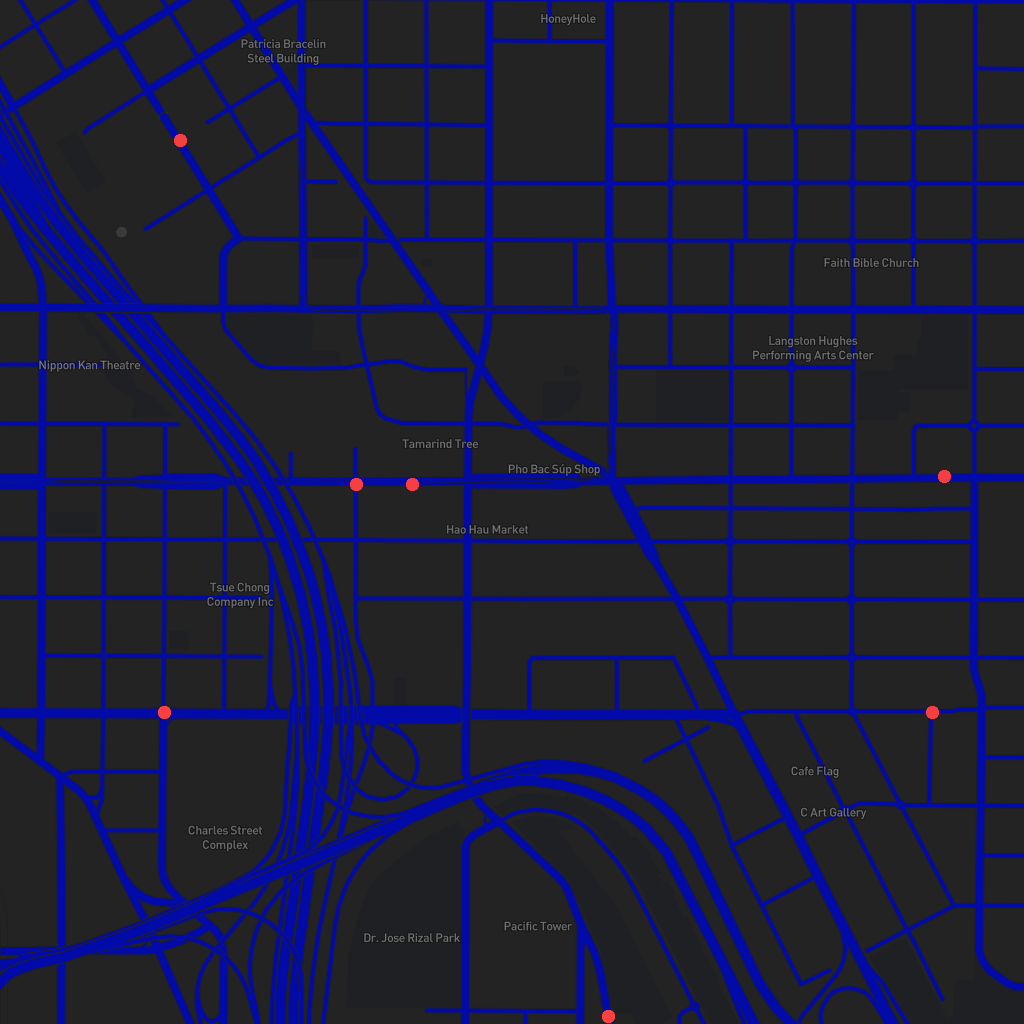 HoneyHole
Patricia Bracelin
Steel Building
Faith Bible Church
Langston Hughes
Performing Arts Center
Nippon Kan Theatre
Tamarind Tree
Pho Bac Súp Shop
Hao Hau Market
Tsue Chong
Company Inc
Cafe Flag
C Art Gallery
Charles Street
Complex
Pacific Tower
Dr. Jose Rizal Park